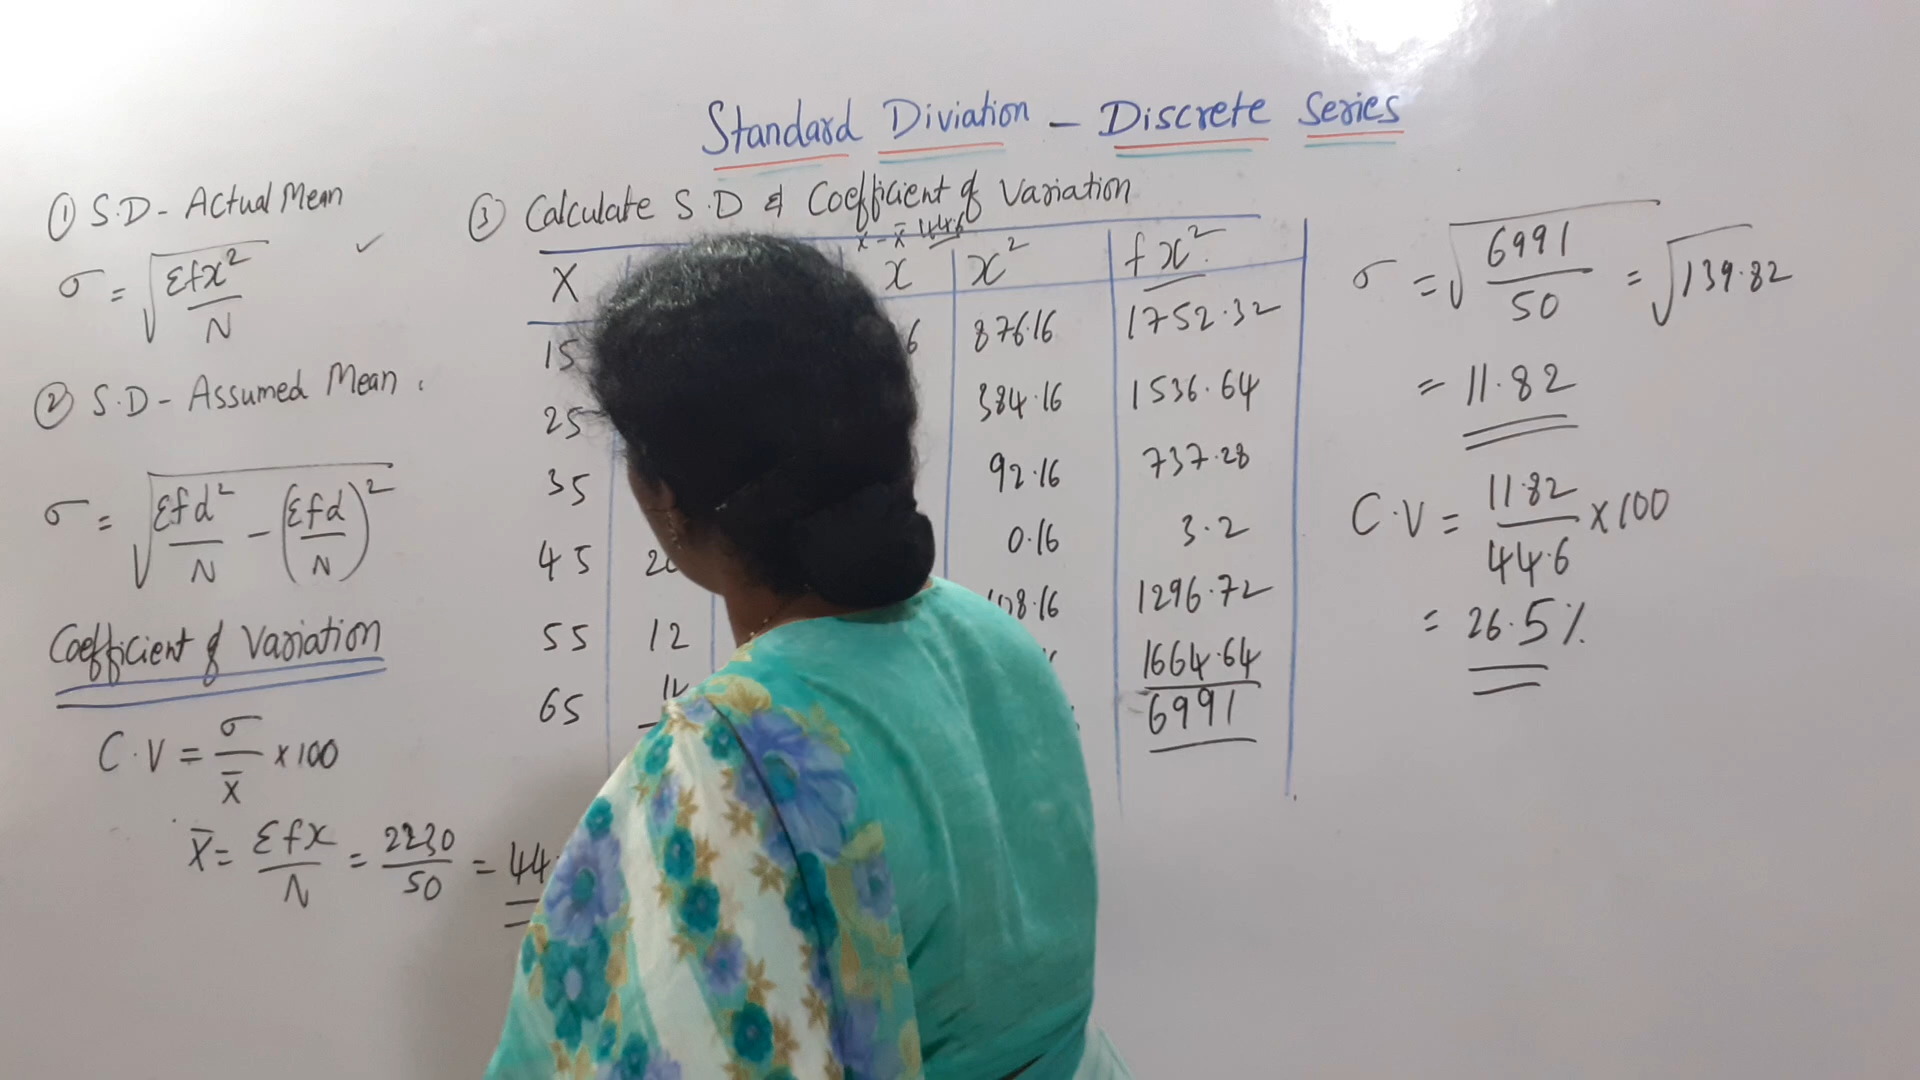 Standard Diviation - Discrete Series
① S.D - Actual Mean
σ = √(Σfx²/N)
② S.D - Assumed Mean.
σ = √(Σfd²/N - (Σfd/N)²)
Coefficient of Variation
C.V = σ/x̄ × 100
x̄ = Σfx/N = 2230/50 = 44
③ Calculate S.D & Coefficient of Variation
x - x̄ 44.6
X x x² fx²
15 6 876.16 1752.32
25 384.16 1536.64
35 92.16 737.28
45 0.16 3.2
55 12 108.16 1296.72
65 1664.64
6991
σ = √(6991/50) = √139.82
= 11.82
C.V = 11.82/44.6 × 100
= 26.5%